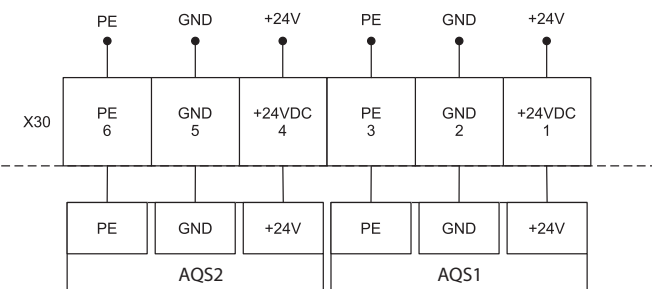 PE GND +24V PE GND +24V
X30
PE GND +24VDC PE GND +24VDC
6 5 4 3 2 1
PE GND +24V PE GND +24V
AQS2 AQS1